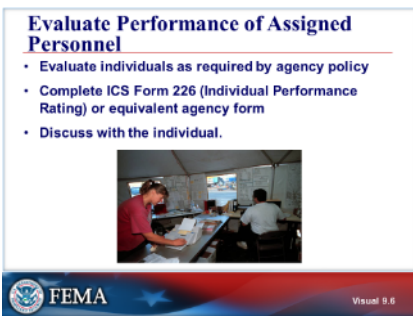 Evaluate Performance of Assigned
Personnel
• Evaluate individuals as required by agency policy
• Complete ICS Form 226 (Individual Performance
Rating) or equivalent agency form
• Discuss with the individual.
FEMA
Visual 9.6